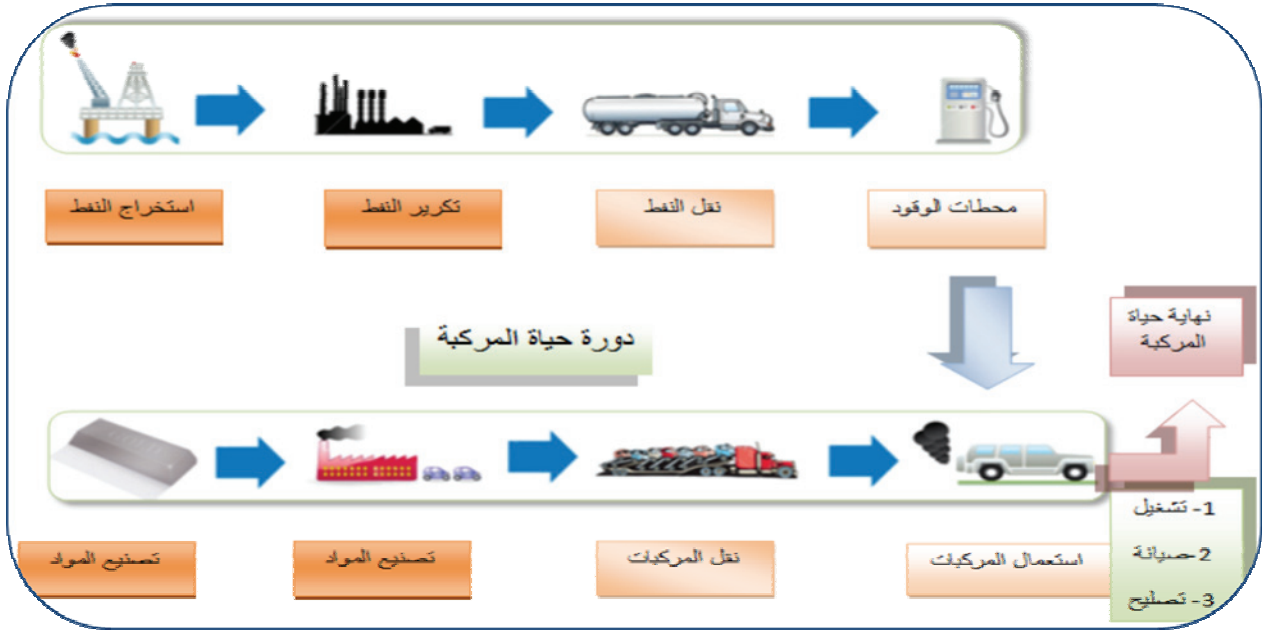 استخراج النفط
تكرير النفط
نقل النفط
محطات الوقود
نهاية حياة
المركبة
دورة حياة المركبة
تصنيع المواد
تصنيع المواد
نقل المركبات
استعمال المركبات
1- تشغيل
2-صيانة
3- تصليح